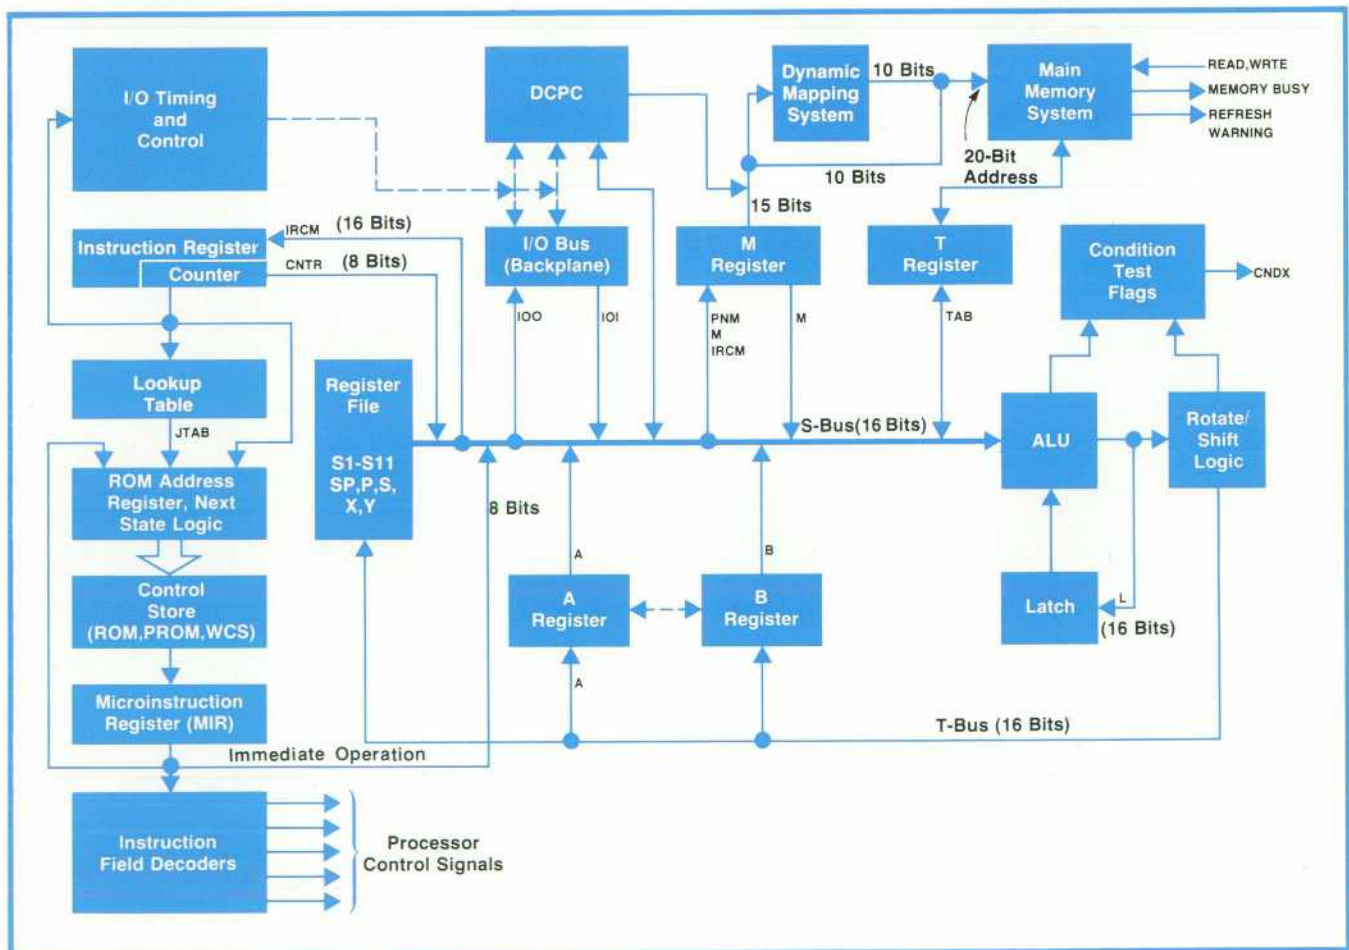 I/O Timing
and
Control
DCPC
Dynamic
Mapping
System
10 Bits
Main
Memory
System
READ,WRTE
MEMORY BUSY
REFRESH
WARNING
20-Bit
Address
10 Bits
15 Bits
IRCM
(16 Bits)
Instruction Register
Counter
CNTR
(8 Bits)
I/O Bus
(Backplane)
M
Register
T
Register
Condition
Test
Flags
CNDX
IOO
IOI
PNM
M
IRCM
M
TAB
Lookup
Table
JTAB
Register
File
S1-S11
SP,P,S,
X,Y
S-Bus(16 Bits)
ALU
Rotate/
Shift
Logic
ROM Address
Register, Next
State Logic
8 Bits
A
B
Control
Store
(ROM,PROM,WCS)
A
Register
B
Register
Latch
L
(16 Bits)
Microinstruction
Register (MIR)
A
T-Bus (16 Bits)
Immediate Operation
Instruction
Field Decoders
Processor
Control Signals